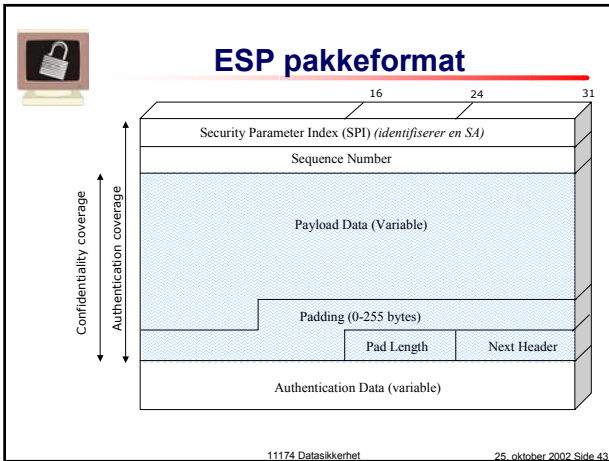 ESP pakkeformat
16 24 31
Security Parameter Index (SPI) (identifiserer en SA)
Sequence Number
Confidentiality coverage
Authentication coverage
Payload Data (Variable)
Padding (0-255 bytes)
Pad Length Next Header
Authentication Data (variable)
11174 Datasikkerhet 25. oktober 2002 Side 43